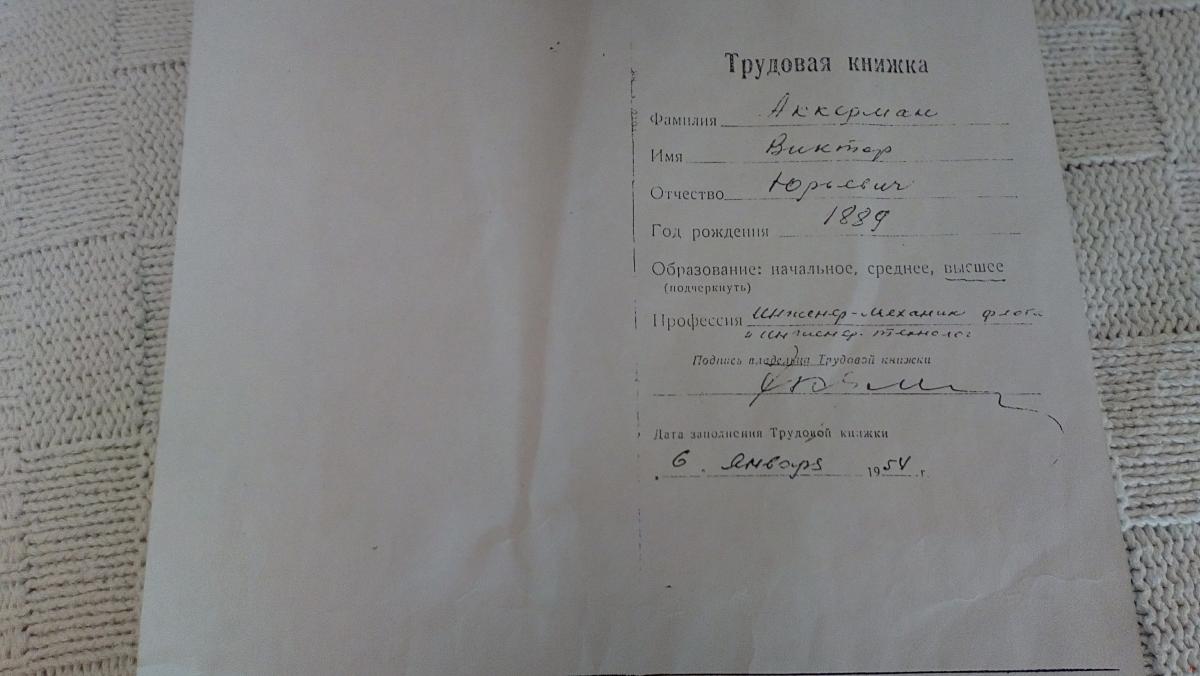 Трудовая книжка
Фамилия Аккерман
Имя Виктор
Отчество Юрьевич
Год рождения 1889
Образование: начальное, среднее, высшее
(подчеркнуть)
Профессия Инженер-механик флота
и инженер технолог
Подпись владельца Трудовой книжки
Дата заполнения Трудовой книжки
6 января 1954 г.